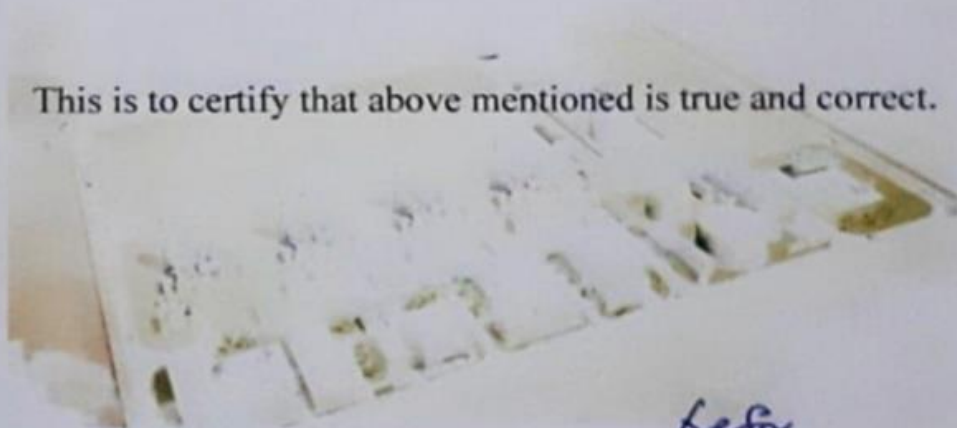 This is to certify that above mentioned is true and correct.